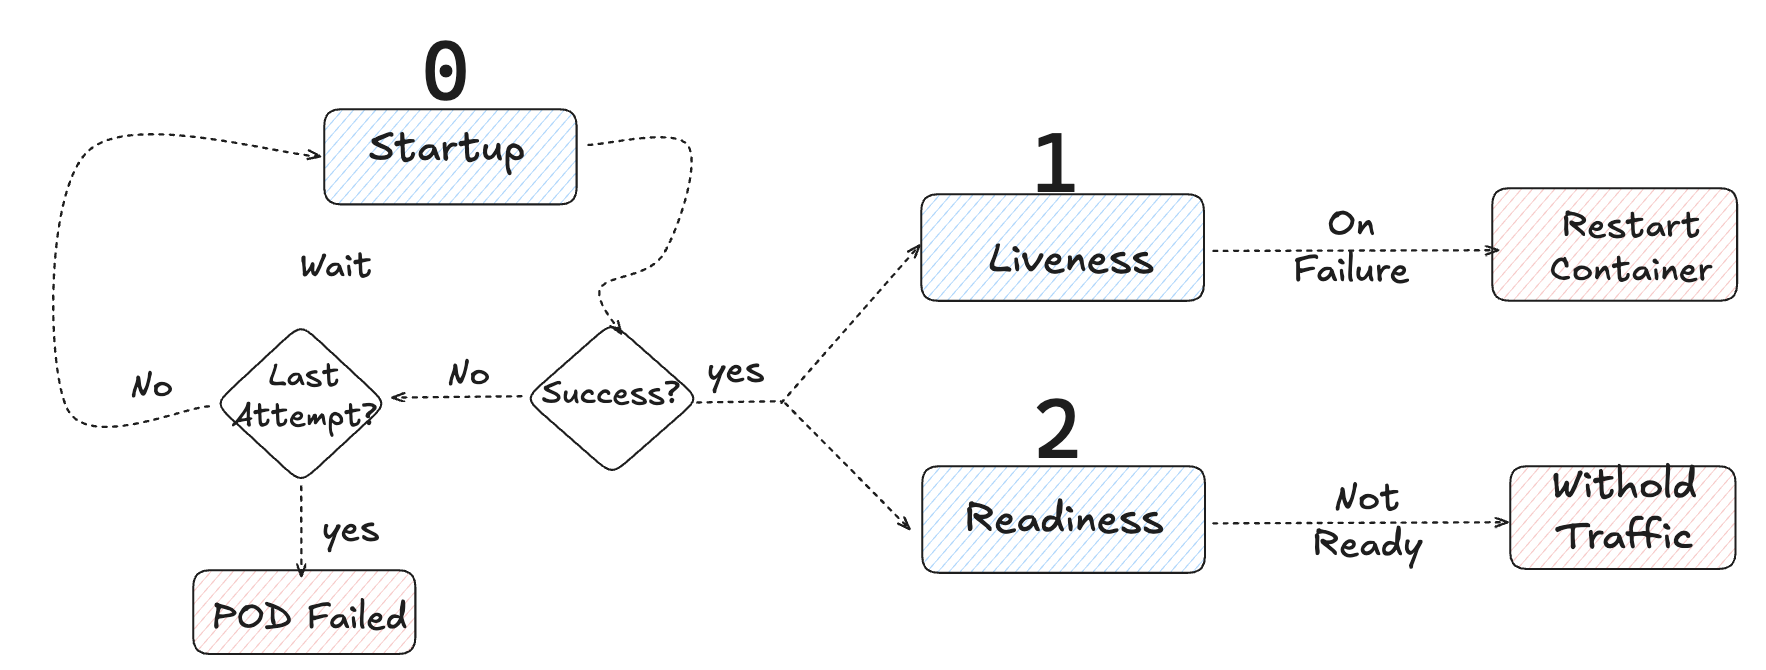 0
Startup
Wait
No
Last
Attempt?
No
Success?
yes
yes
POD Failed
1
Liveness
On
Failure
Restart
Container
2
Readiness
Not
Ready
Withold
Traffic